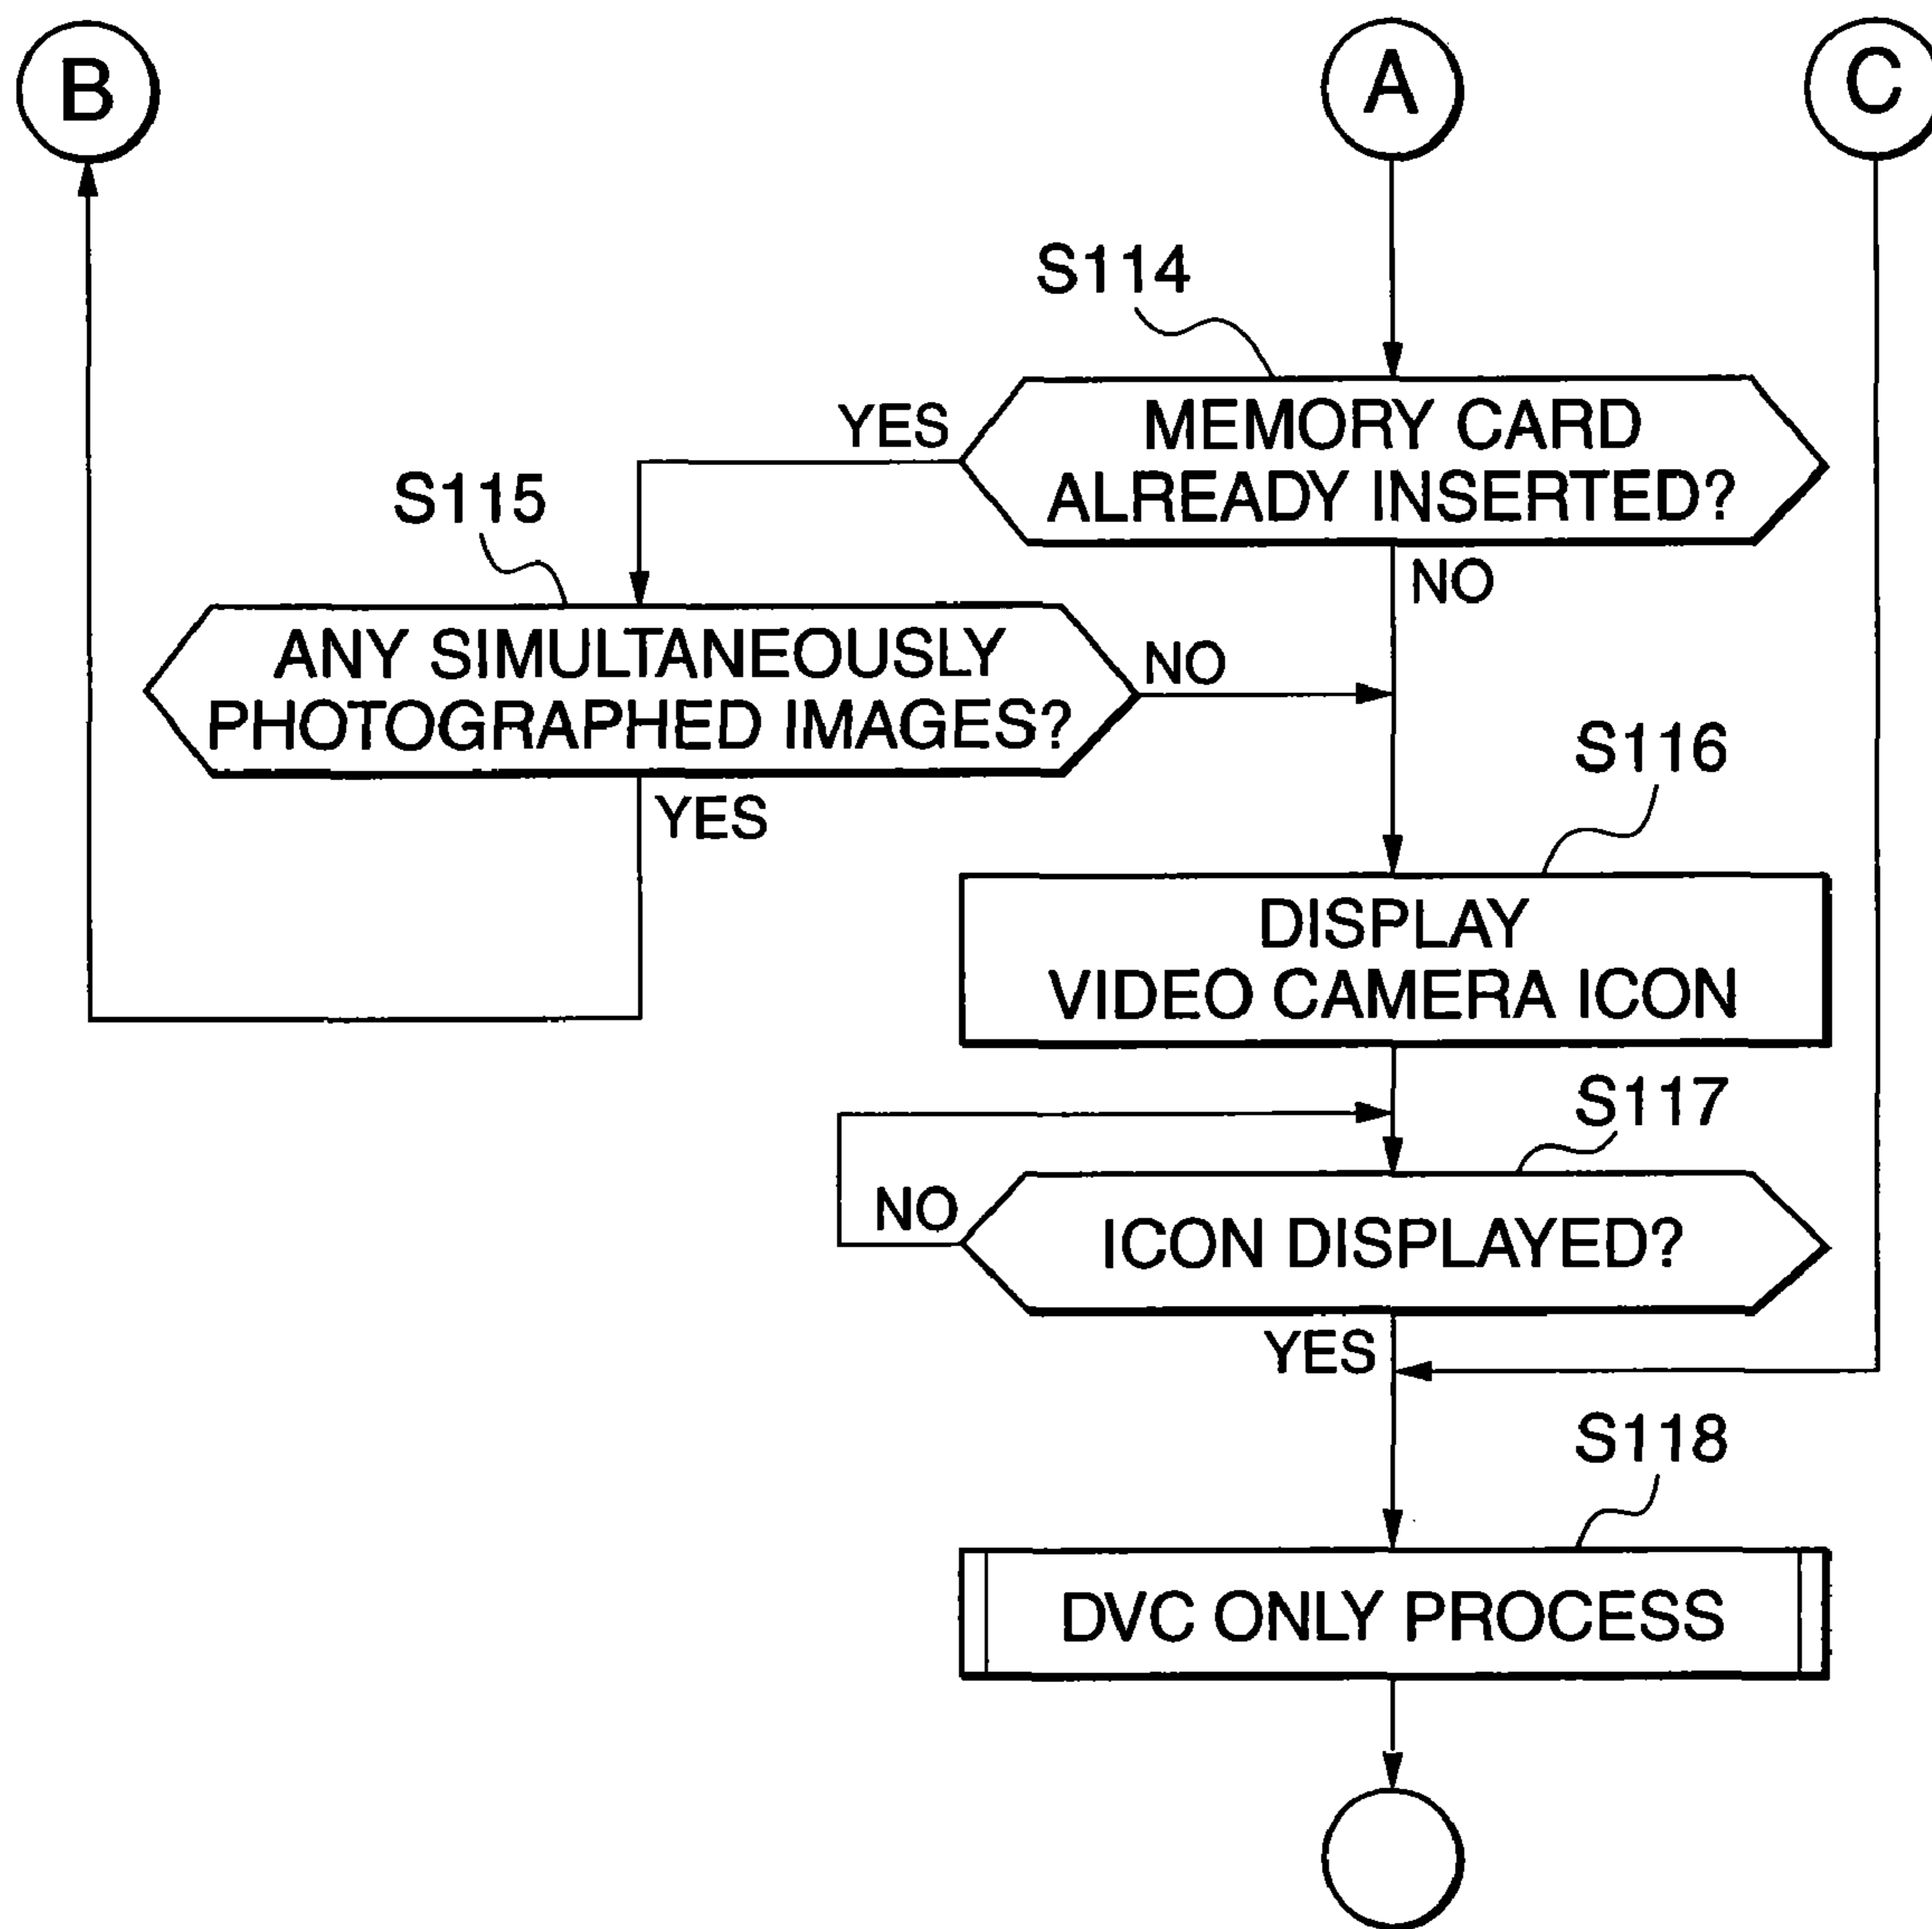 B
A
C
S114
MEMORY CARD
ALREADY INSERTED?
YES
NO
S115
ANY SIMULTANEOUSLY
PHOTOGRAPHED IMAGES?
NO
YES
S116
DISPLAY
VIDEO CAMERA ICON
S117
ICON DISPLAYED?
NO
YES
S118
DVC ONLY PROCESS